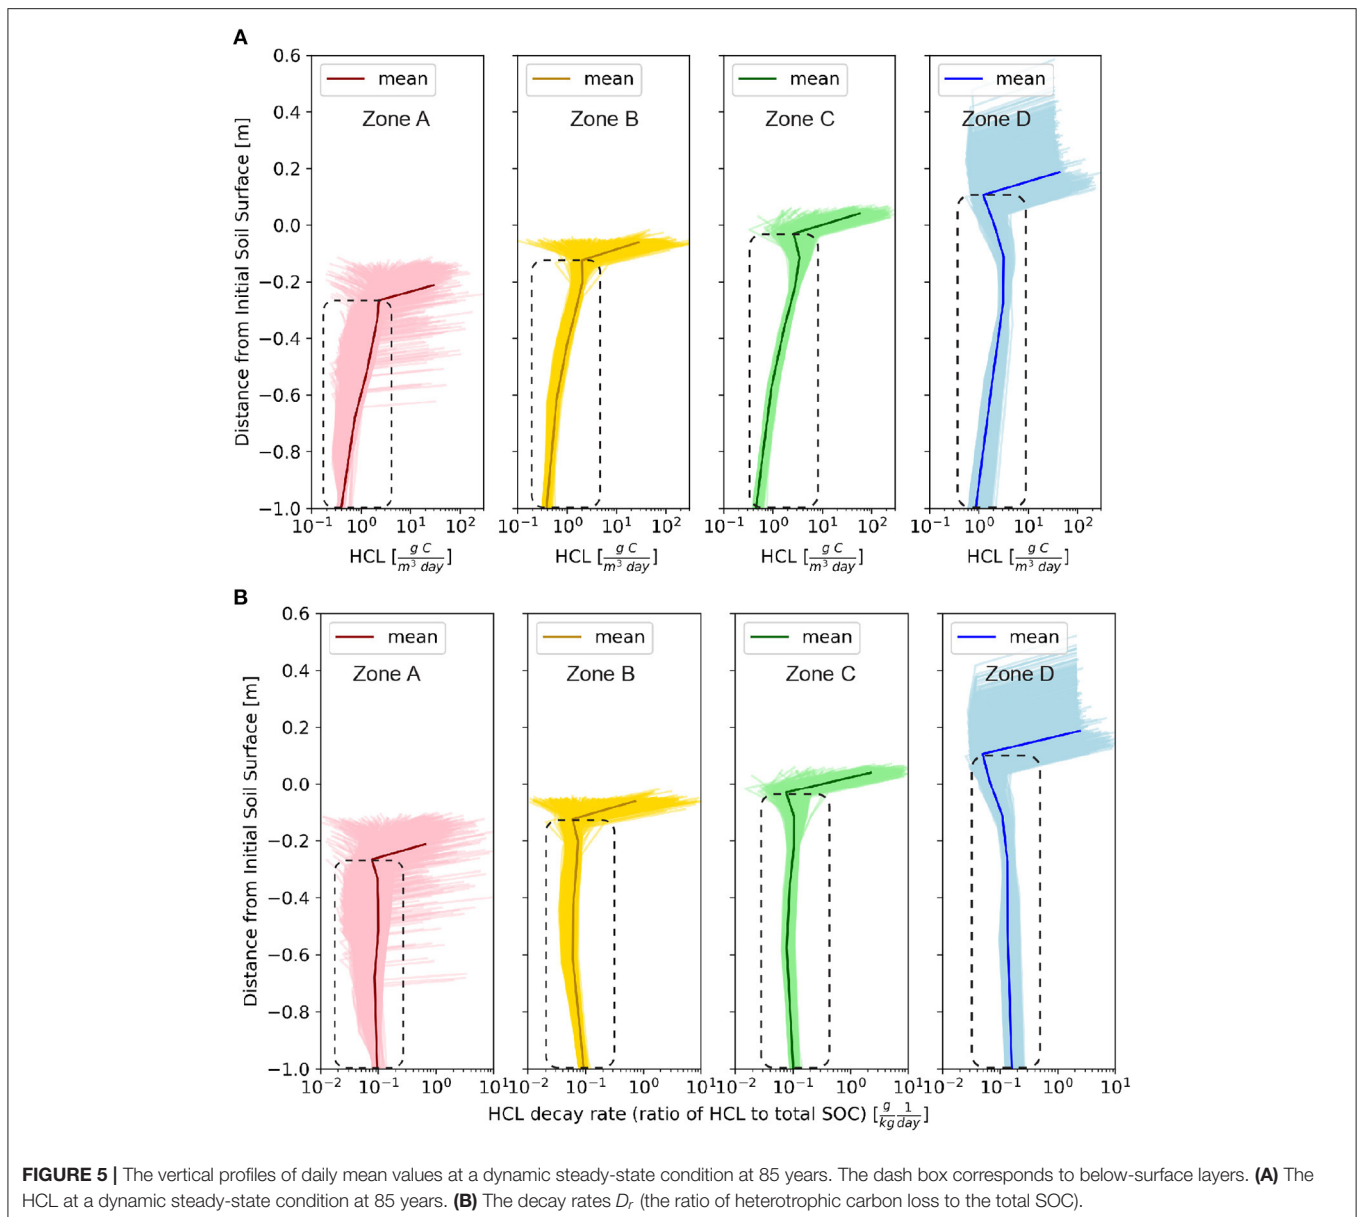 A
mean mean mean mean
Zone A Zone B Zone C Zone D
Distance from Initial Soil Surface [m]
0.6
0.4
0.2
0.0
−0.2
−0.4
−0.6
−0.8
−1.0
10⁻¹ 10⁰ 10¹ 10² 10⁻¹ 10⁰ 10¹ 10² 10⁻¹ 10⁰ 10¹ 10² 10⁻¹ 10⁰ 10¹ 10²
HCL [g C / m³ day] HCL [g C / m³ day] HCL [g C / m³ day] HCL [g C / m³ day]
B
mean mean mean mean
Zone A Zone B Zone C Zone D
Distance from Initial Soil Surface [m]
0.6
0.4
0.2
0.0
−0.2
−0.4
−0.6
−0.8
−1.0
10⁻² 10⁻¹ 10⁰ 10¹ 10⁻² 10⁻¹ 10⁰ 10¹ 10⁻² 10⁻¹ 10⁰ 10¹ 10⁻² 10⁻¹ 10⁰ 10¹
HCL decay rate (ratio of HCL to total SOC) [g/kg 1/day]
FIGURE 5 | The vertical profiles of daily mean values at a dynamic steady-state condition at 85 years. The dash box corresponds to below-surface layers. (A) The
HCL at a dynamic steady-state condition at 85 years. (B) The decay rates Dᵣ (the ratio of heterotrophic carbon loss to the total SOC).